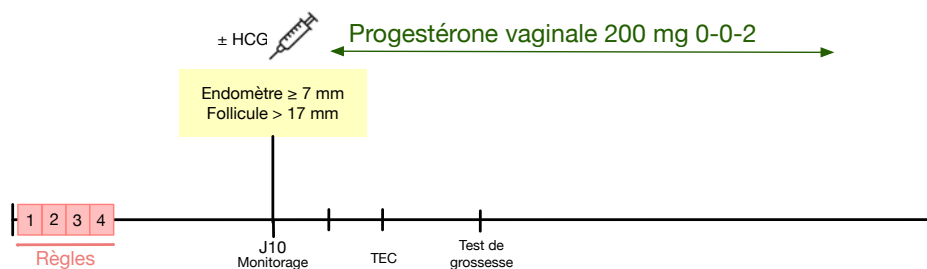 ± HCG
Progestérone vaginale 200 mg 0-0-2
Endomètre ≥ 7 mm
Follicule > 17 mm
1 2 3 4
Règles
J10
Monitorage
TEC
Test de
grossesse